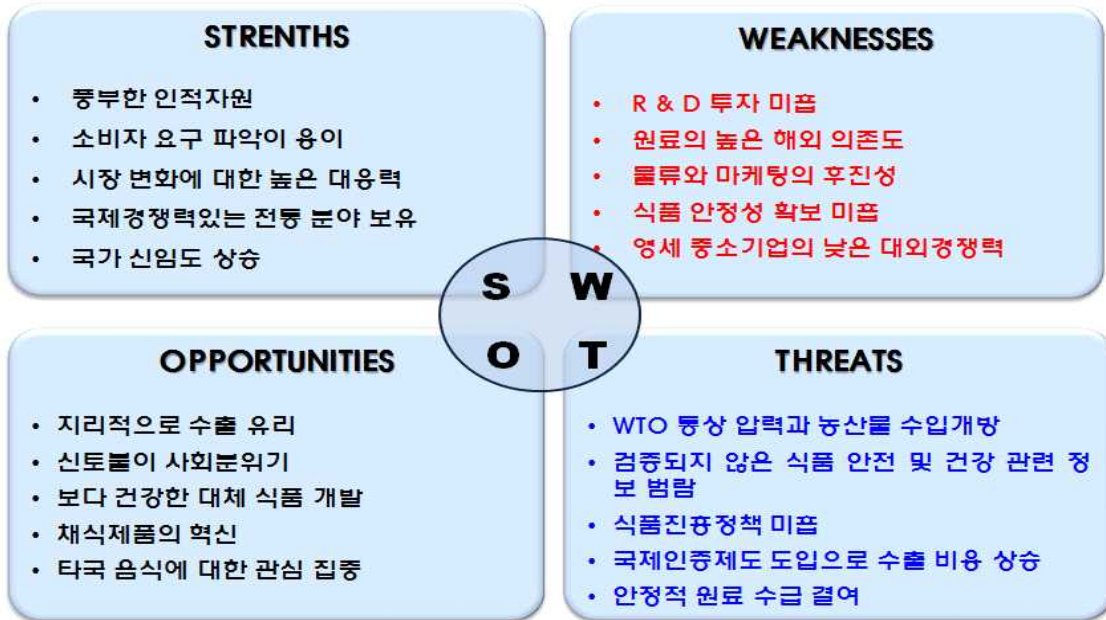 STRENTHS
• 풍부한 인적자원
• 소비자 요구 파악이 용이
• 시장 변화에 대한 높은 대응력
• 국제경쟁력있는 전통 분야 보유
• 국가 신임도 상승
WEAKNESSES
• R & D 투자 미흡
• 원료의 높은 해외 의존도
• 물류와 마케팅의 후진성
• 식품 안정성 확보 미흡
• 영세 중소기업의 낮은 대외경쟁력
S W
O T
OPPORTUNITIES
• 지리적으로 수출 유리
• 신토불이 사회분위기
• 보다 건강한 대체 식품 개발
• 채식제품의 혁신
• 타국 음식에 대한 관심 집중
THREATS
• WTO 통상 압력과 농산물 수입개방
• 검증되지 않은 식품 안전 및 건강 관련 정
보 범람
• 식품진흥정책 미흡
• 국제인증제도 도입으로 수출 비용 상승
• 안정적 원료 수급 결여